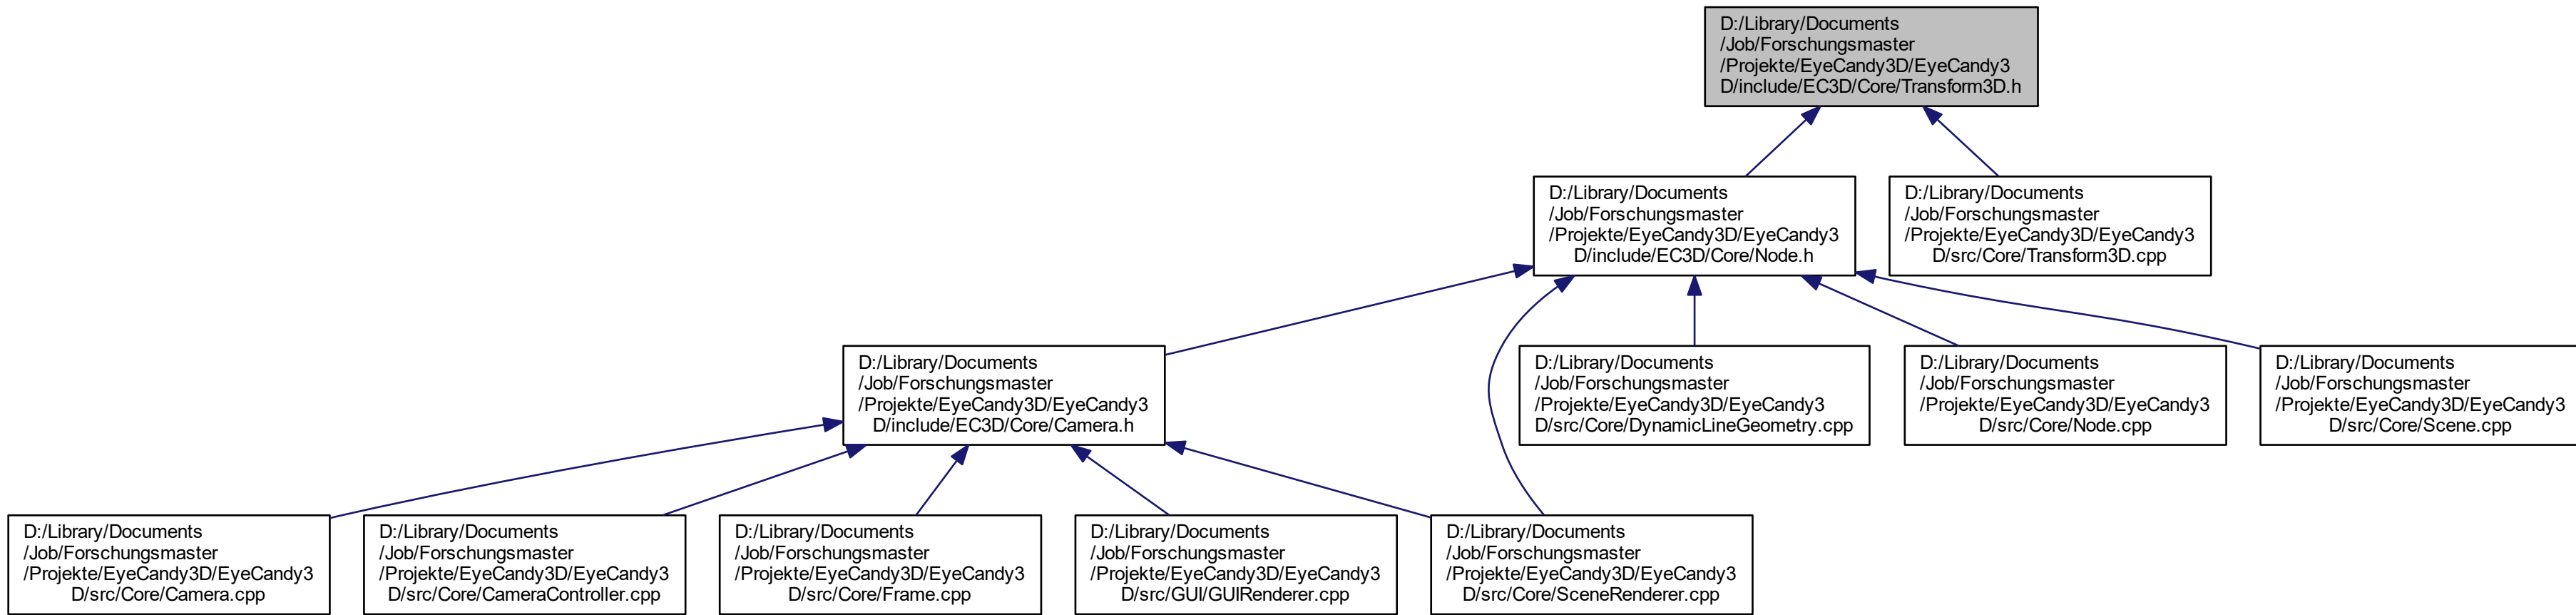 D:/Library/Documents
/Job/Forschungsmaster
/Projekte/EyeCandy3D/EyeCandy3
D/include/EC3D/Core/Transform3D.h
D:/Library/Documents
/Job/Forschungsmaster
/Projekte/EyeCandy3D/EyeCandy3
D/include/EC3D/Core/Node.h
D:/Library/Documents
/Job/Forschungsmaster
/Projekte/EyeCandy3D/EyeCandy3
D/src/Core/Transform3D.cpp
D:/Library/Documents
/Job/Forschungsmaster
/Projekte/EyeCandy3D/EyeCandy3
D/include/EC3D/Core/Camera.h
D:/Library/Documents
/Job/Forschungsmaster
/Projekte/EyeCandy3D/EyeCandy3
D/src/Core/DynamicLineGeometry.cpp
D:/Library/Documents
/Job/Forschungsmaster
/Projekte/EyeCandy3D/EyeCandy3
D/src/Core/Node.cpp
D:/Library/Documents
/Job/Forschungsmaster
/Projekte/EyeCandy3D/EyeCandy3
D/src/Core/Scene.cpp
D:/Library/Documents
/Job/Forschungsmaster
/Projekte/EyeCandy3D/EyeCandy3
D/src/Core/Camera.cpp
D:/Library/Documents
/Job/Forschungsmaster
/Projekte/EyeCandy3D/EyeCandy3
D/src/Core/CameraController.cpp
D:/Library/Documents
/Job/Forschungsmaster
/Projekte/EyeCandy3D/EyeCandy3
D/src/Core/Frame.cpp
D:/Library/Documents
/Job/Forschungsmaster
/Projekte/EyeCandy3D/EyeCandy3
D/src/GUI/GUIRenderer.cpp
D:/Library/Documents
/Job/Forschungsmaster
/Projekte/EyeCandy3D/EyeCandy3
D/src/Core/SceneRenderer.cpp